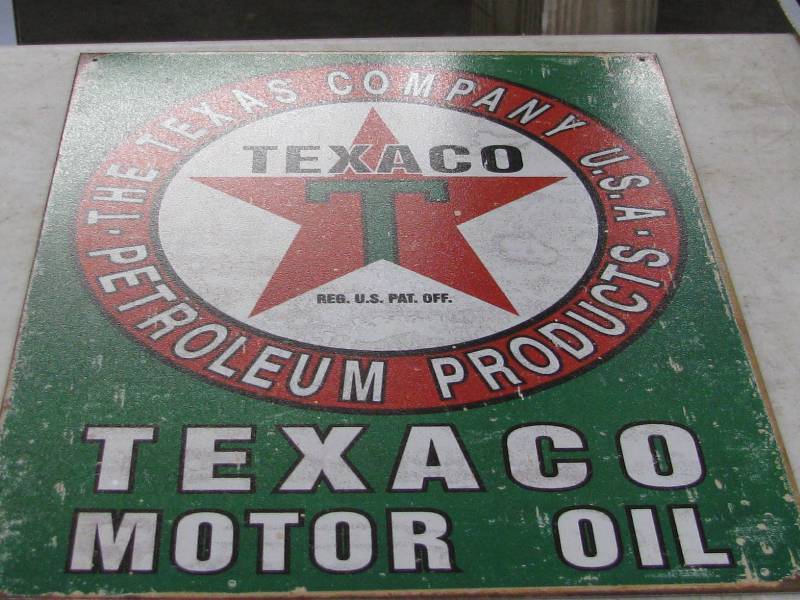 THE TEXAS COMPANY U.S.A.
TEXACO
T
REG. U.S. PAT. OFF.
PETROLEUM PRODUCTS
TEXACO
MOTOR OIL